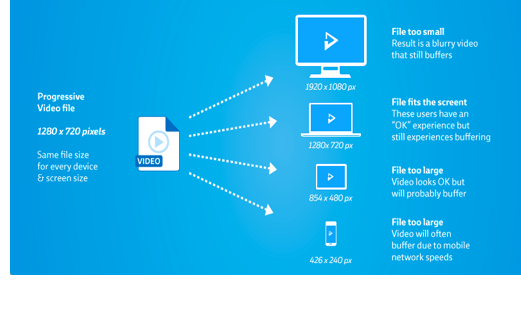 Progressive
Video file
1280 x 720 pixels
Same file size
for every device
& screen size
VIDEO
1920 x 1080 px
File too small
Result is a blurry video
that still buffers
1280x 720 px
File fits the screent
These users have an
"OK" experience but
still experiences buffering
854 x 480 px
File too large
Video looks OK but
will probably buffer
426 x 240 px
File too large
Video will often
buffer due to mobile
network speeds